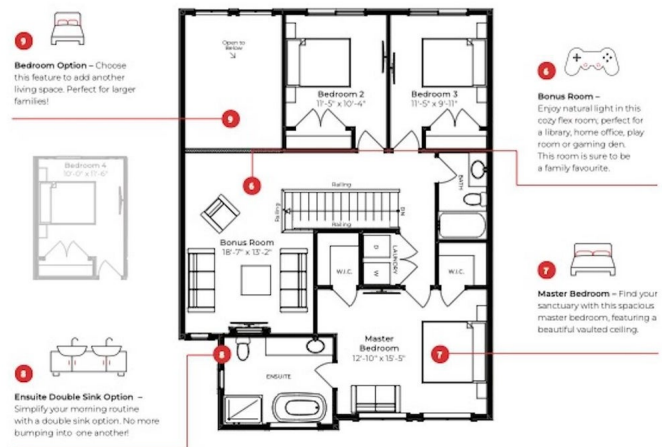 9
Bedroom Option – Choose
this feature to add another
living space. Perfect for larger
families!
Bedroom 4
10'-0" x 11'-6"
8
Ensuite Double Sink Option –
Simplify your morning routine
with a double sink option. No more
bumping into one another!
Open to
Below
9
Bedroom 2
11'-5" x 10'-4"
Bedroom 3
11'-5" x 9'-11"
6
BATH
Railing
Railing
DN
Railing
Bonus Room
18'-7" x 13'-2"
W.I.C.
D
W
LAUNDRY
W.I.C.
Master
Bedroom
12'-10" x 15'-5"
7
8
ENSUITE
6
Bonus Room –
Enjoy natural light in this
cozy flex room, perfect for
a library, home office, play
room or gaming den.
This room is sure to be
a family favourite.
7
Master Bedroom – Find your
sanctuary with this spacious
master bedroom, featuring a
beautiful vaulted ceiling.